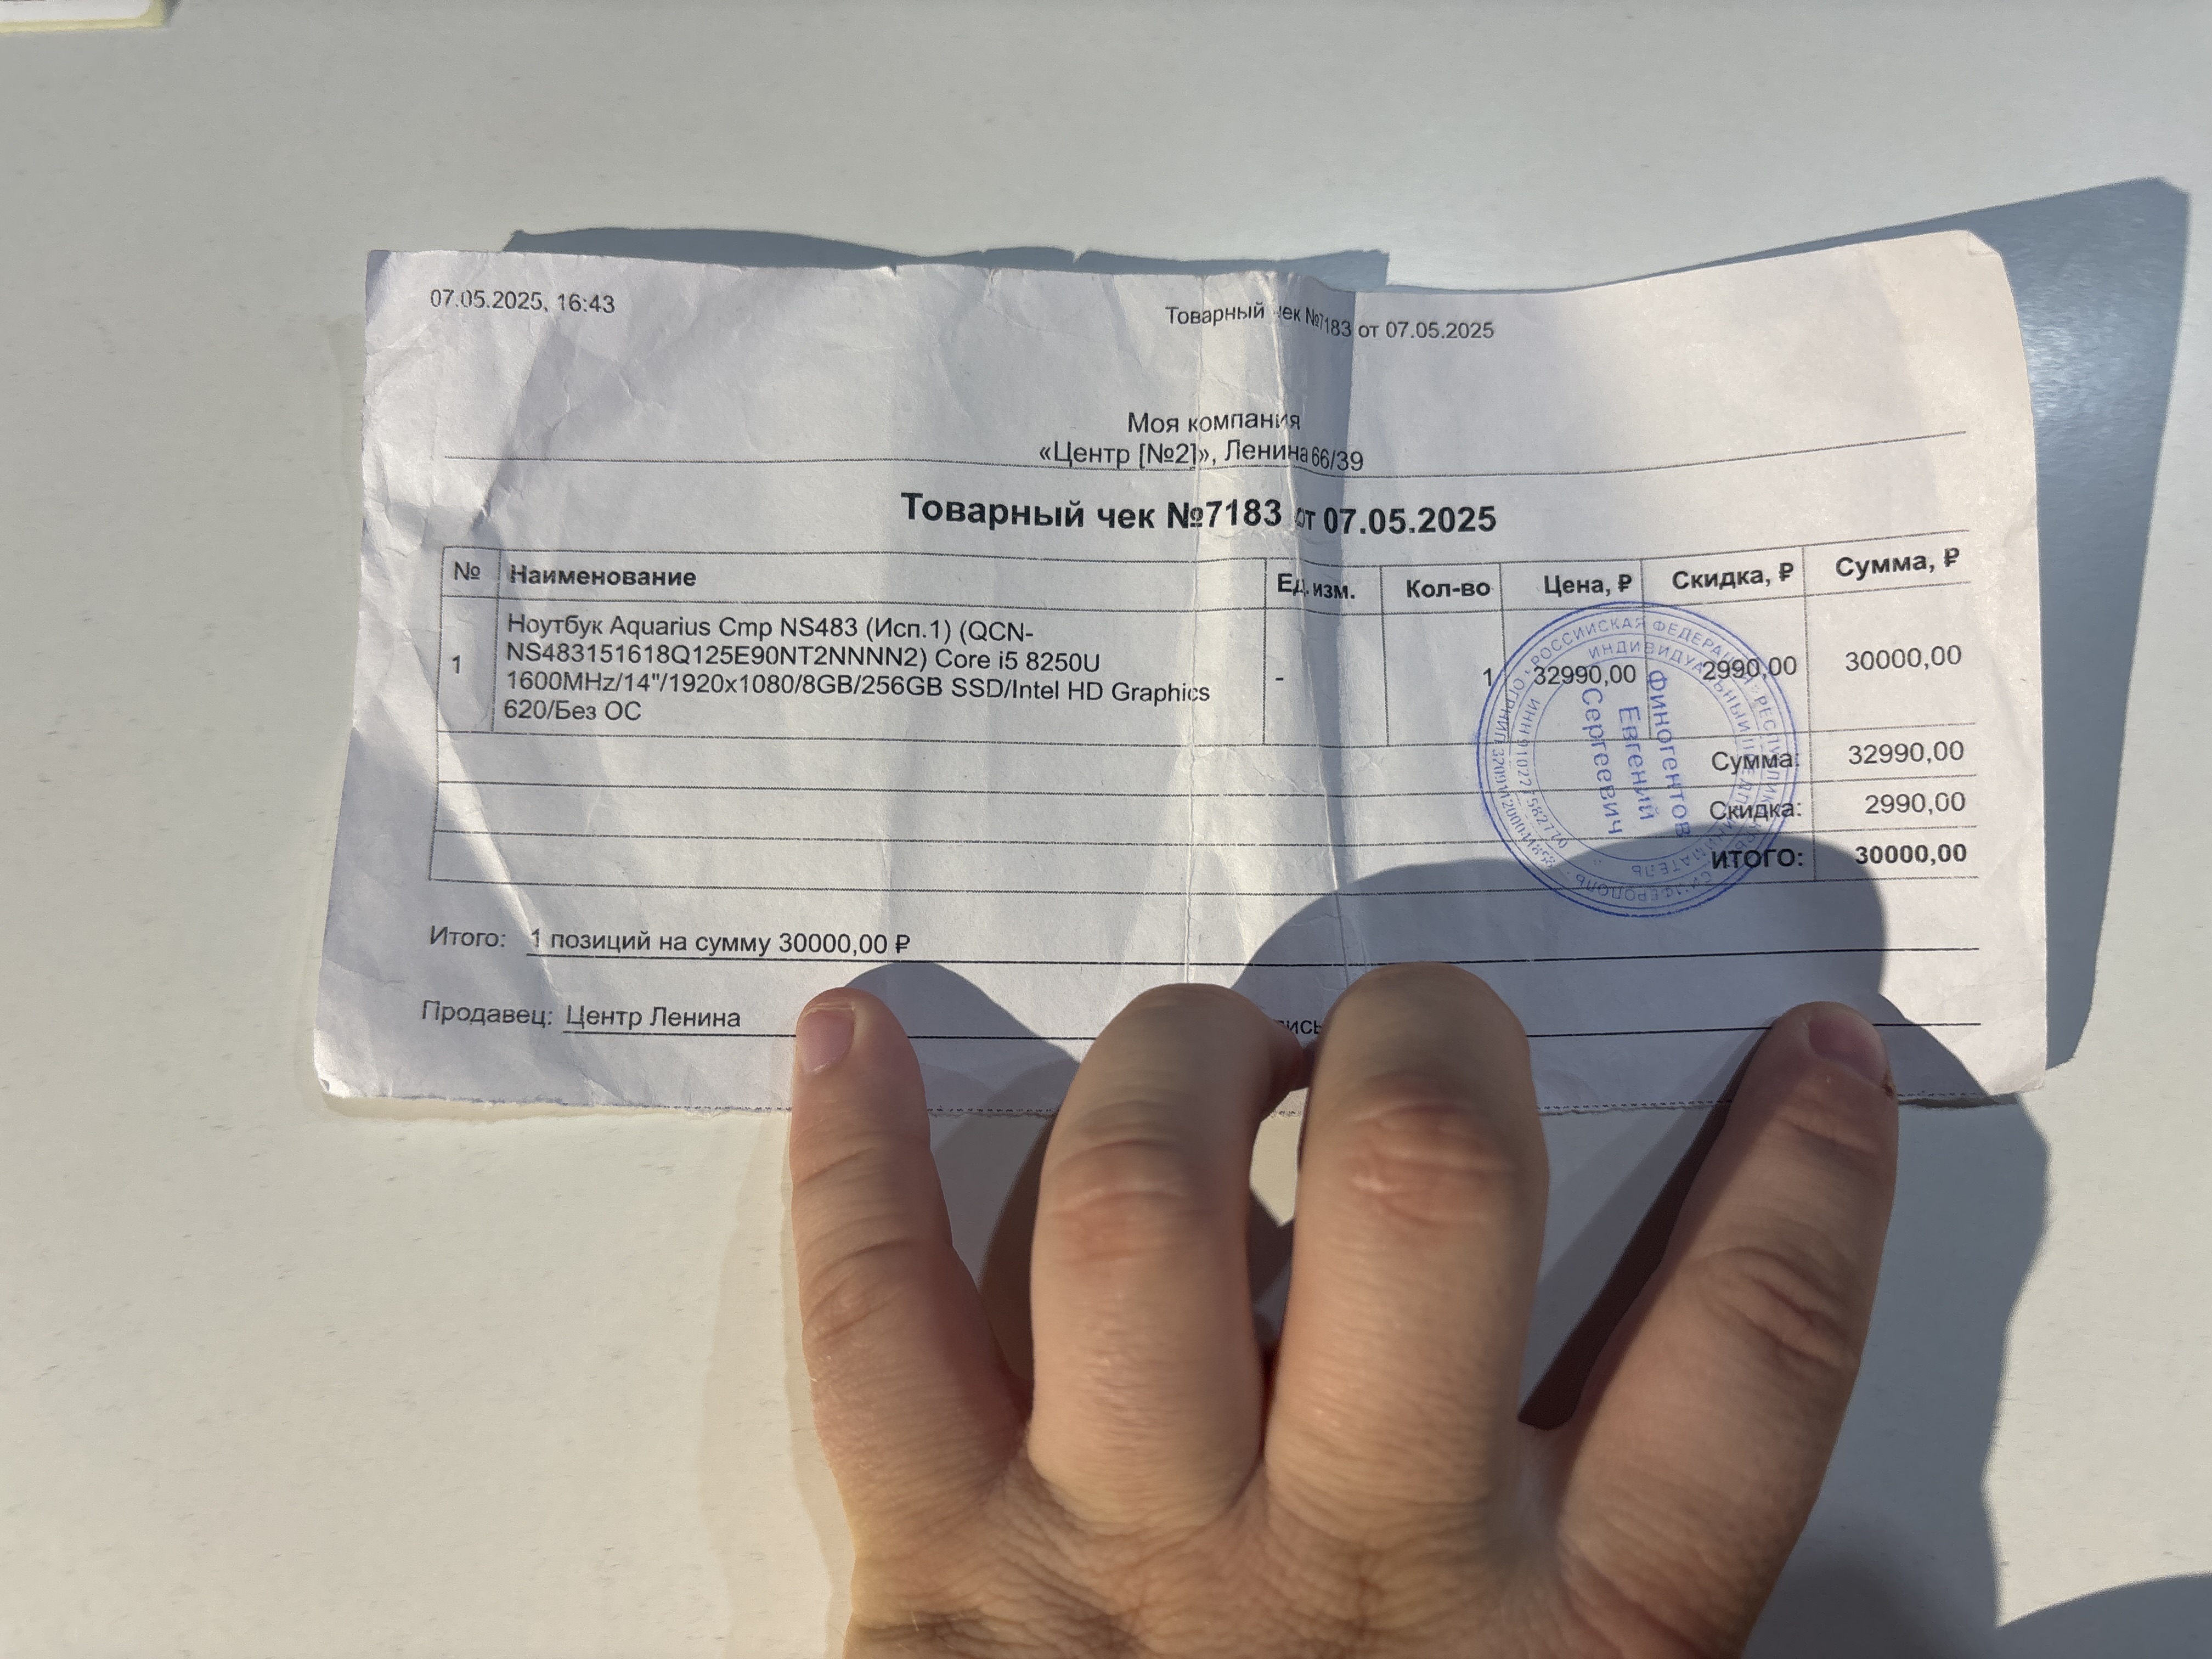 07.05.2025, 16:43
Товарный чек №7183 от 07.05.2025
Моя компания
«Центр [№2]», Ленина 66/39
Товарный чек №7183 от 07.05.2025
№ Наименование Ед.изм. Кол-во Цена, ₽ Скидка, ₽ Сумма, ₽
1 Ноутбук Aquarius Cmp NS483 (Исп.1) (QCN-
NS483151618Q125E90NT2NNNN2) Core i5 8250U
1600MHz/14"/1920x1080/8GB/256GB SSD/Intel HD Graphics
620/Без ОС
- 1 32990,00 2990,00 30000,00
Сумма: 32990,00
Скидка: 2990,00
ИТОГО: 30000,00
РОССИЙСКАЯ ФЕДЕРАЦИЯ
ИНДИВИДУАЛЬНЫЙ ПРЕДПРИНИМАТЕЛЬ
Финогентов
Евгений
Сергеевич
Итого: 1 позиций на сумму 30000,00 ₽
Продавец: Центр Ленина